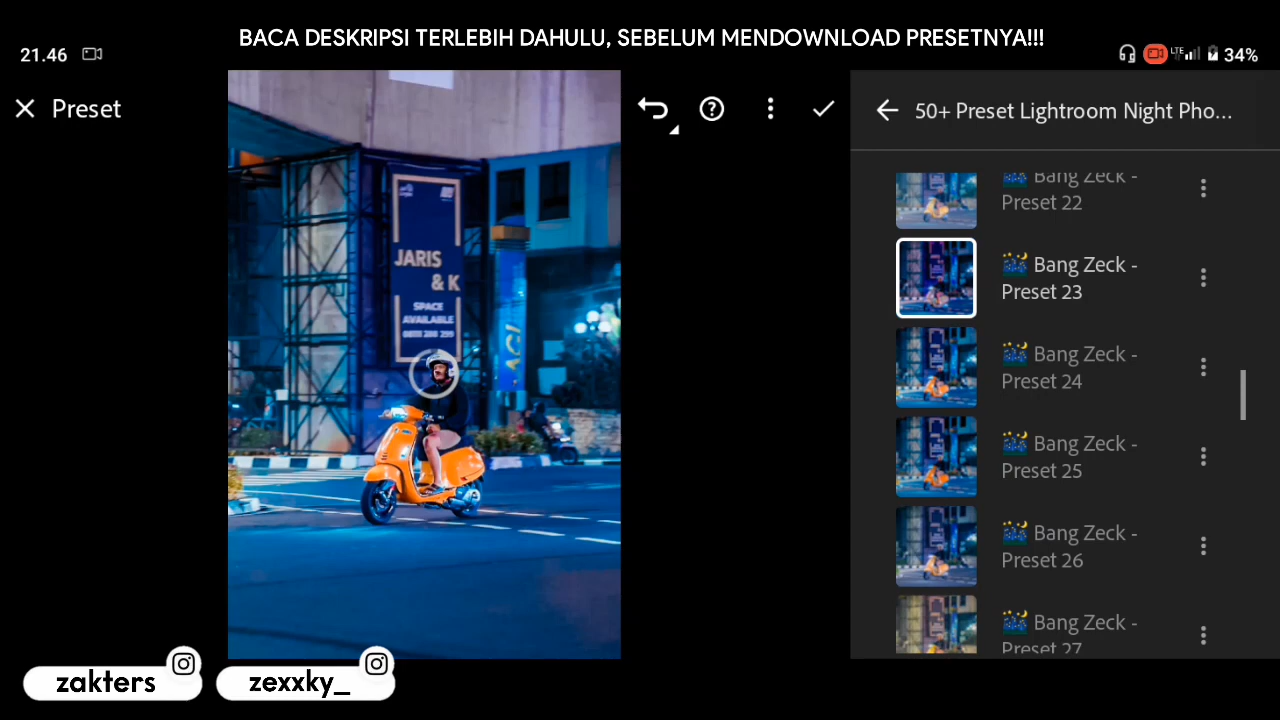 BACA DESKRIPSI TERLEBIH DAHULU, SEBELUM MENDOWNLOAD PRESETNYA!!!
21.46
LTE
34%
Preset
50+ Preset Lightroom Night Pho...
JARIS
& K
SPACE
AVAILABLE
Bang Zeck -
Preset 22
Bang Zeck -
Preset 23
Bang Zeck -
Preset 24
Bang Zeck -
Preset 25
Bang Zeck -
Preset 26
Bang Zeck -
Preset 27
zakters
zexxky_